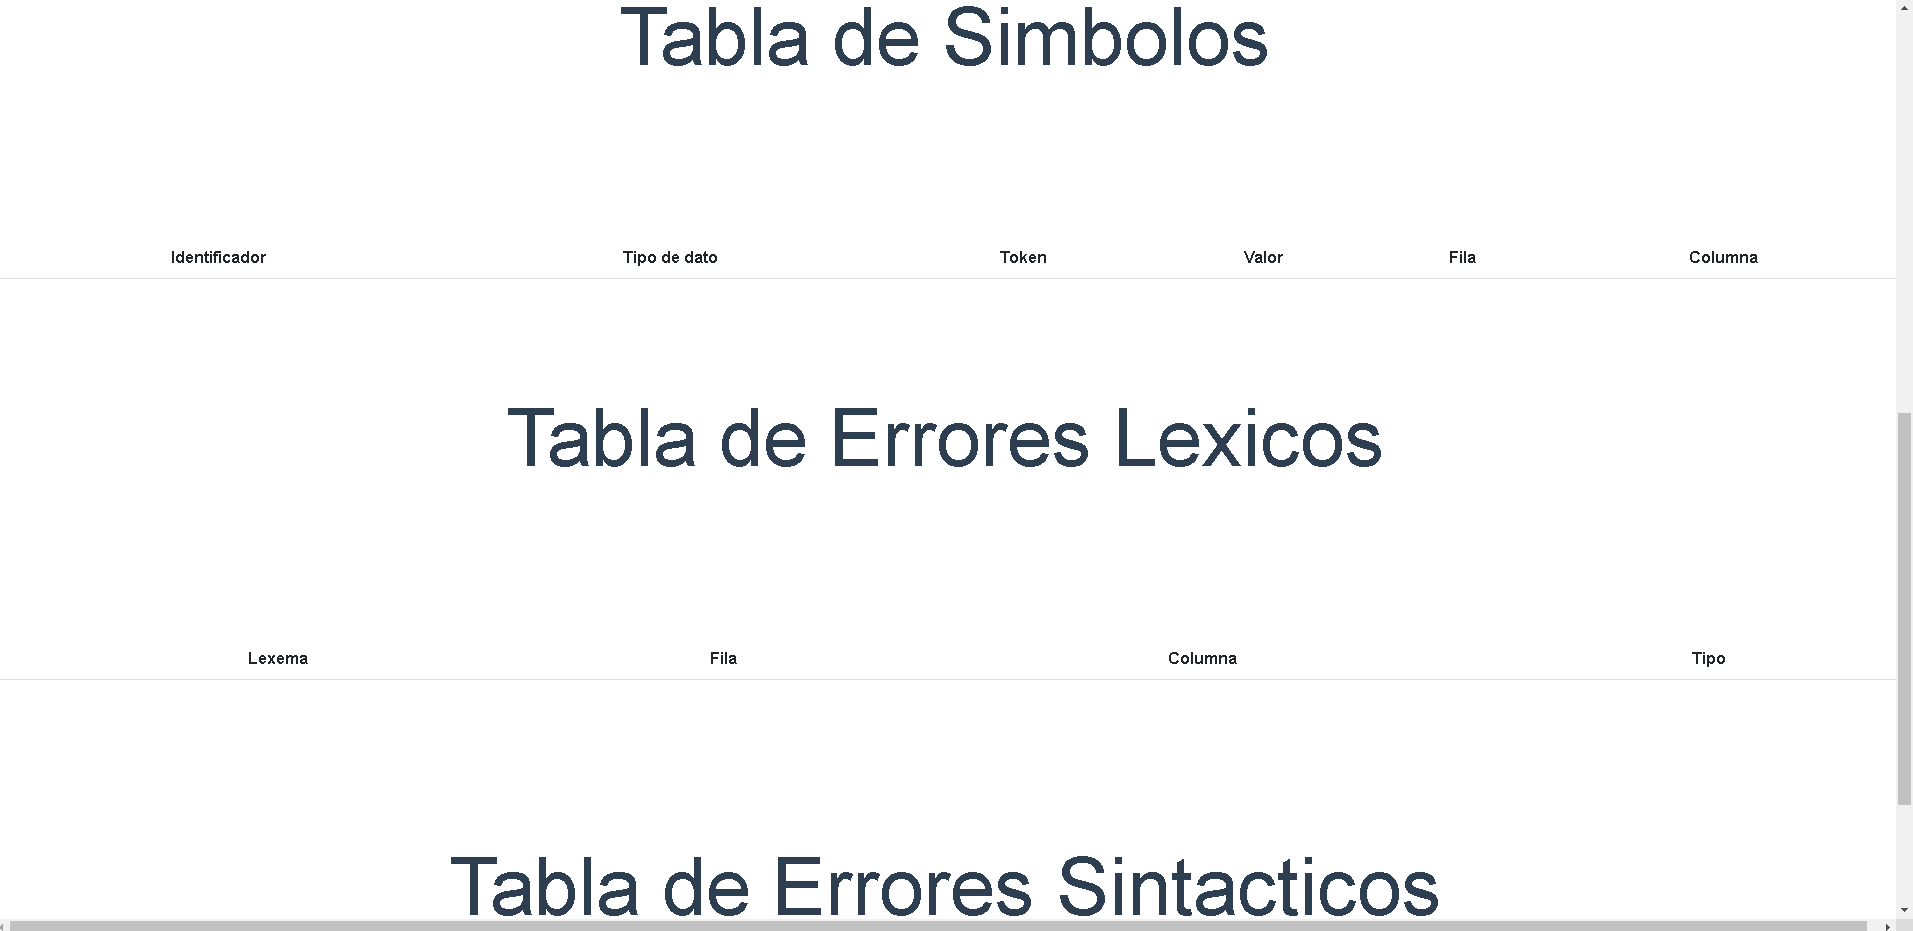 Tabla de Simbolos
Identificador Tipo de dato Token Valor Fila Columna
Tabla de Errores Lexicos
Lexema Fila Columna Tipo
Tabla de Errores Sintacticos